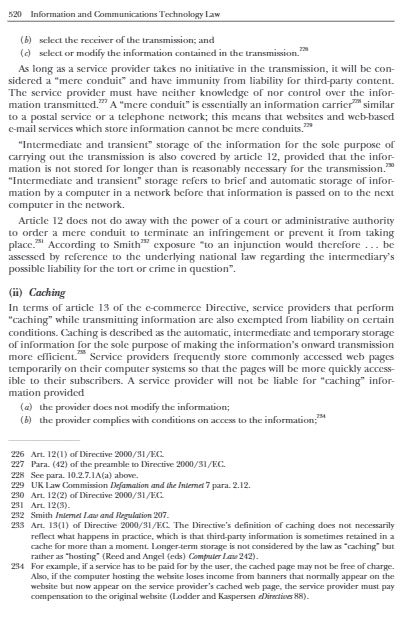 520 Information and Communications Technology Law
(b) select the receiver of the transmission; and
(c) select or modify the information contained in the transmission.226
As long as a service provider takes no initiative in the transmission, it will be con-
sidered a “mere conduit” and have immunity from liability for third-party content.
The service provider must have neither knowledge of nor control over the infor-
mation transmitted.227 A “mere conduit” is essentially an information carrier228 similar
to a postal service or a telephone network; this means that websites and web-based
e-mail services which store information cannot be mere conduits.229
“Intermediate and transient” storage of the information for the sole purpose of
carrying out the transmission is also covered by article 12, provided that the infor-
mation is not stored for longer than is reasonably necessary for the transmission.230
“Intermediate and transient” storage refers to brief and automatic storage of infor-
mation by a computer in a network before that information is passed on to the next
computer in the network.
Article 12 does not do away with the power of a court or administrative authority
to order a mere conduit to terminate an infringement or prevent it from taking
place.231 According to Smith232 exposure “to an injunction would therefore . . . be
assessed by reference to the underlying national law regarding the intermediary’s
possible liability for the tort or crime in question”.
(ii) Caching
In terms of article 13 of the e-commerce Directive, service providers that perform
“caching” while transmitting information are also exempted from liability on certain
conditions. Caching is described as the automatic, intermediate and temporary storage
of information for the sole purpose of making the information’s onward transmission
more efficient.233 Service providers frequently store commonly accessed web pages
temporarily on their computer systems so that the pages will be more quickly access-
ible to their subscribers. A service provider will not be liable for “caching” infor-
mation provided
(a) the provider does not modify the information;
(b) the provider complies with conditions on access to the information;234
226 Art. 12(1) of Directive 2000/31/EC.
227 Para. (42) of the preamble to Directive 2000/31/EC.
228 See para. 10.2.7.1A(a) above.
229 UK Law Commission Defamation and the Internet 7 para. 2.12.
230 Art. 12(2) of Directive 2000/31/EC.
231 Art. 12(3).
232 Smith Internet Law and Regulation 207.
233 Art. 13(1) of Directive 2000/31/EC. The Directive’s definition of caching does not necessarily
reflect what happens in practice, which is that third-party information is sometimes retained in a
cache for more than a moment. Longer-term storage is not considered by the law as “caching” but
rather as “hosting” (Reed and Angel (eds) Computer Law 242).
234 For example, if a service has to be paid for by the user, the cached page may not be free of charge.
Also, if the computer hosting the website loses income from banners that normally appear on the
website but now appear on the service provider’s cached web page, the service provider must pay
compensation to the original website (Lodder and Kaspersen eDirectives 88).